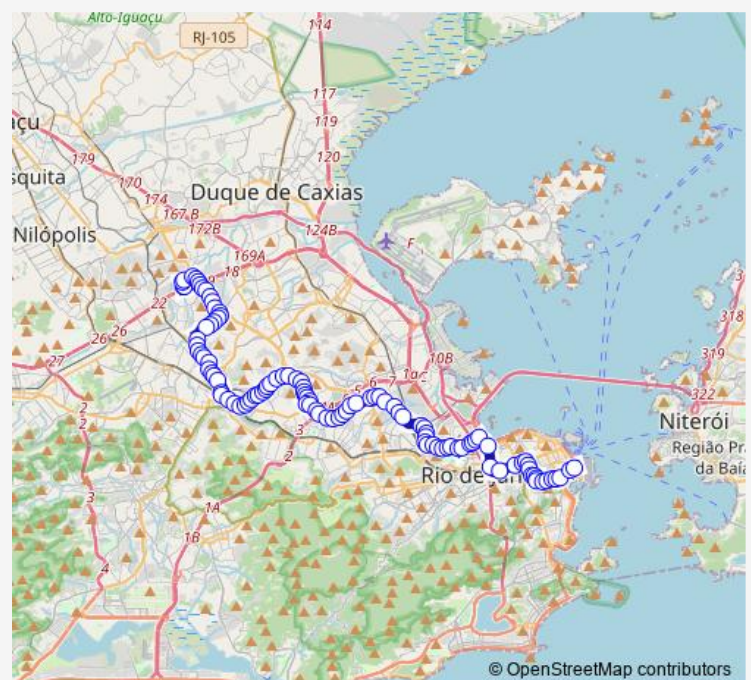 Alto-Iguaçu
RJ-105
114
117
119
120
çu
179
170
174
squita
167 B
172B
Duque de Caxias
124B
Nilópolis
169A
18
F
22
26
26
27
2
2
3
3
2
4
1A
1B
5
6
7
10B
3
318
319
322
Niterói
Região Pr
da Baía
Rio de Jan
© OpenStreetMap contributors